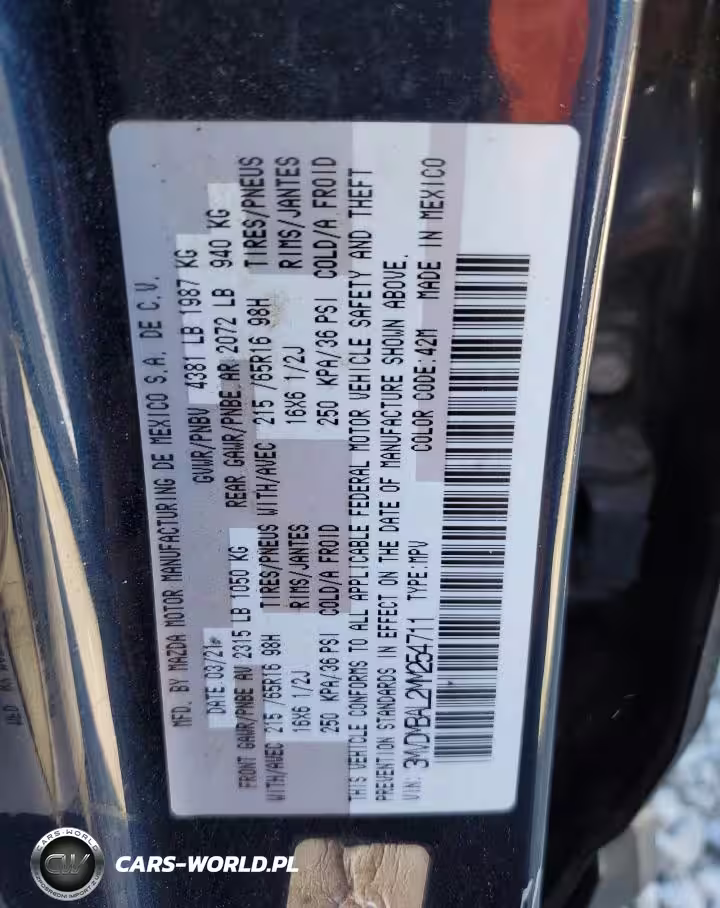 MFD. BY MAZDA MOTOR MANUFACTURING DE MEXICO S.A. DE C.V.
DATE 03/21* GVWR/PNBV 4381 LB 1987 KG
FRONT GAWR/PNBE AV 2315 LB 1050 KG REAR GAWR/PNBE AR 2072 LB 940 KG
WITH/AVEC 215 /65R16 98H TIRES/PNEUS WITH/AVEC 215 /65R16 98H TIRES/PNEUS
16X6 1/2J RIMS/JANTES 16X6 1/2J RIMS/JANTES
250 KPA/36 PSI COLD/A FROID 250 KPA/36 PSI COLD/A FROID
THIS VEHICLE CONFORMS TO ALL APPLICABLE FEDERAL MOTOR VEHICLE SAFETY AND THEFT
PREVENTION STANDARDS IN EFFECT ON THE DATE OF MANUFACTURE SHOWN ABOVE.
VIN: 3MVDMBAL2MM254711 TYPE:MPV COLOR CODE:42M MADE IN MEXICO
CARS-WORLD
CW
CARS-WORLD.PL